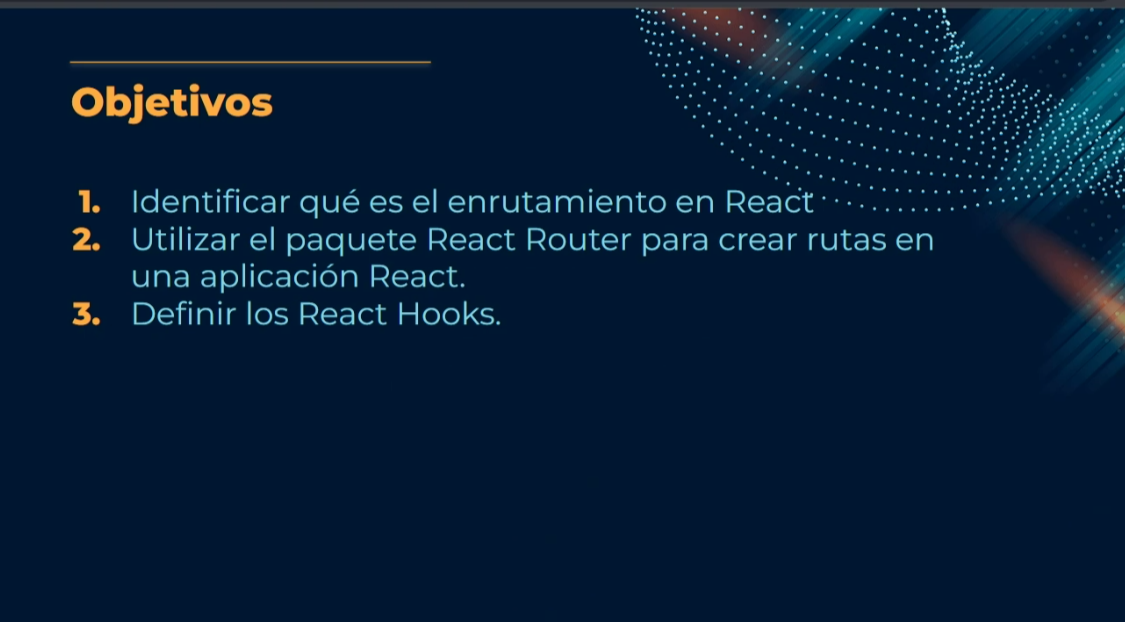 Objetivos
1. Identificar qué es el enrutamiento en React
2. Utilizar el paquete React Router para crear rutas en
una aplicación React.
3. Definir los React Hooks.